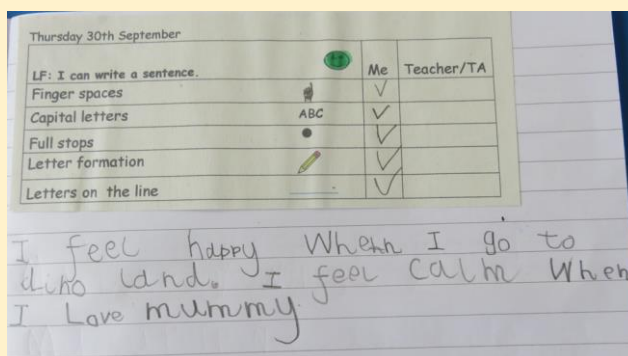 Thursday 30th September
LF: I can write a sentence. Me Teacher/TA
Finger spaces
Capital letters ABC
Full stops
Letter formation
Letters on the line
I feel happy Whenn I go to
dino land. I feel calm When
I Love mummy